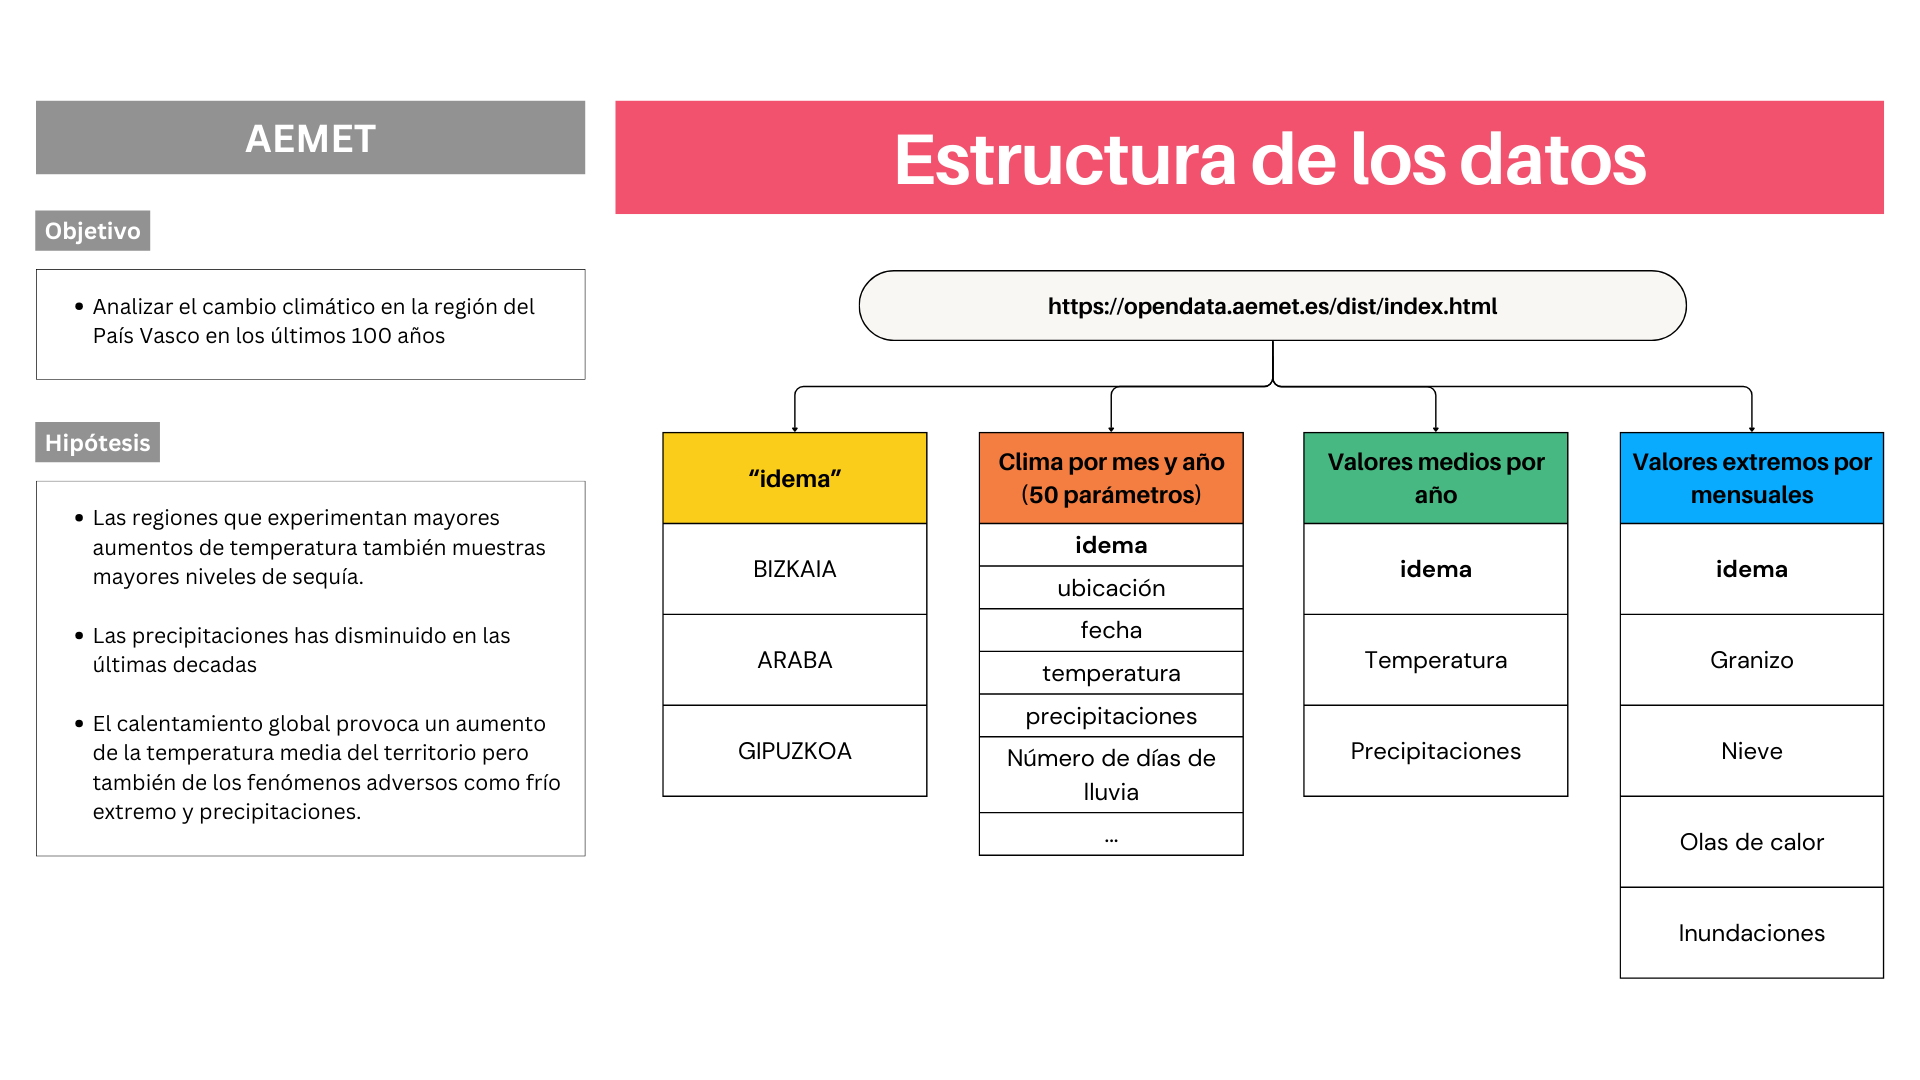 AEMET
Objetivo
• Analizar el cambio climático en la región del
País Vasco en los últimos 100 años
Hipótesis
• Las regiones que experimentan mayores
aumentos de temperatura también muestras
mayores niveles de sequía.
• Las precipitaciones has disminuido en las
últimas decadas
• El calentamiento global provoca un aumento
de la temperatura media del territorio pero
también de los fenómenos adversos como frío
extremo y precipitaciones.
Estructura de los datos
https://opendata.aemet.es/dist/index.html
“idema”
BIZKAIA
ARABA
GIPUZKOA
Clima por mes y año
(50 parámetros)
idema
ubicación
fecha
temperatura
precipitaciones
Número de días de
lluvia
...
Valores medios por
año
idema
Temperatura
Precipitaciones
Valores extremos por
mensuales
idema
Granizo
Nieve
Olas de calor
Inundaciones